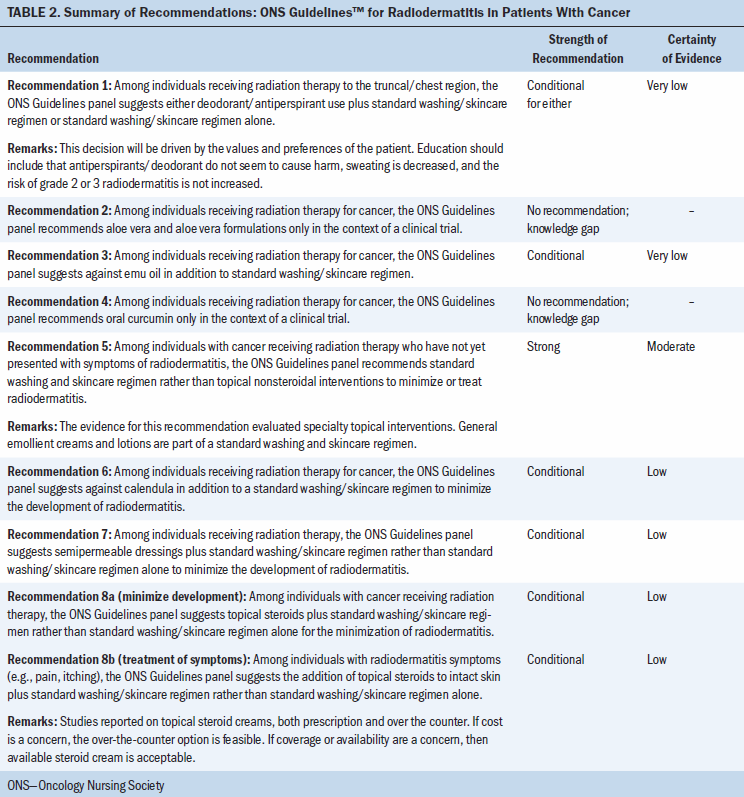 TABLE 2. Summary of Recommendations: ONS Guidelines™ for Radiodermatitis in Patients With Cancer
Recommendation
Strength of
Recommendation
Certainty
of Evidence
Recommendation 1: Among individuals receiving radiation therapy to the truncal/chest region, the
ONS Guidelines panel suggests either deodorant/antiperspirant use plus standard washing/skincare
regimen or standard washing/skincare regimen alone.
Conditional
for either
Very low
Remarks: This decision will be driven by the values and preferences of the patient. Education should
include that antiperspirants/deodorant do not seem to cause harm, sweating is decreased, and the
risk of grade 2 or 3 radiodermatitis is not increased.
Recommendation 2: Among individuals receiving radiation therapy for cancer, the ONS Guidelines
panel recommends aloe vera and aloe vera formulations only in the context of a clinical trial.
No recommendation;
knowledge gap
–
Recommendation 3: Among individuals receiving radiation therapy for cancer, the ONS Guidelines
panel suggests against emu oil in addition to standard washing/skincare regimen.
Conditional
Very low
Recommendation 4: Among individuals receiving radiation therapy for cancer, the ONS Guidelines
panel recommends oral curcumin only in the context of a clinical trial.
No recommendation;
knowledge gap
–
Recommendation 5: Among individuals with cancer receiving radiation therapy who have not yet
presented with symptoms of radiodermatitis, the ONS Guidelines panel recommends standard
washing and skincare regimen rather than topical nonsteroidal interventions to minimize or treat
radiodermatitis.
Strong
Moderate
Remarks: The evidence for this recommendation evaluated specialty topical interventions. General
emollient creams and lotions are part of a standard washing and skincare regimen.
Recommendation 6: Among individuals receiving radiation therapy for cancer, the ONS Guidelines
panel suggests against calendula in addition to a standard washing/skincare regimen to minimize
the development of radiodermatitis.
Conditional
Low
Recommendation 7: Among individuals receiving radiation therapy, the ONS Guidelines panel
suggests semipermeable dressings plus standard washing/skincare regimen rather than standard
washing/skincare regimen alone to minimize the development of radiodermatitis.
Conditional
Low
Recommendation 8a (minimize development): Among individuals with cancer receiving radiation
therapy, the ONS Guidelines panel suggests topical steroids plus standard washing/skincare regi-
men rather than standard washing/skincare regimen alone for the minimization of radiodermatitis.
Conditional
Low
Recommendation 8b (treatment of symptoms): Among individuals with radiodermatitis symptoms
(e.g., pain, itching), the ONS Guidelines panel suggests the addition of topical steroids to intact skin
plus standard washing/skincare regimen rather than standard washing/skincare regimen alone.
Conditional
Low
Remarks: Studies reported on topical steroid creams, both prescription and over the counter. If cost
is a concern, the over-the-counter option is feasible. If coverage or availability are a concern, then
available steroid cream is acceptable.
ONS—Oncology Nursing Society